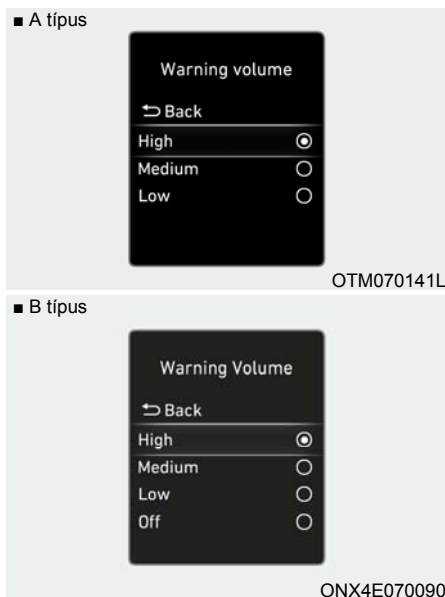 ■ A típus
Warning volume
Back
High
Medium
Low
OTM070141L
■ B típus
Warning Volume
Back
High
Medium
Low
Off
ONX4E070090